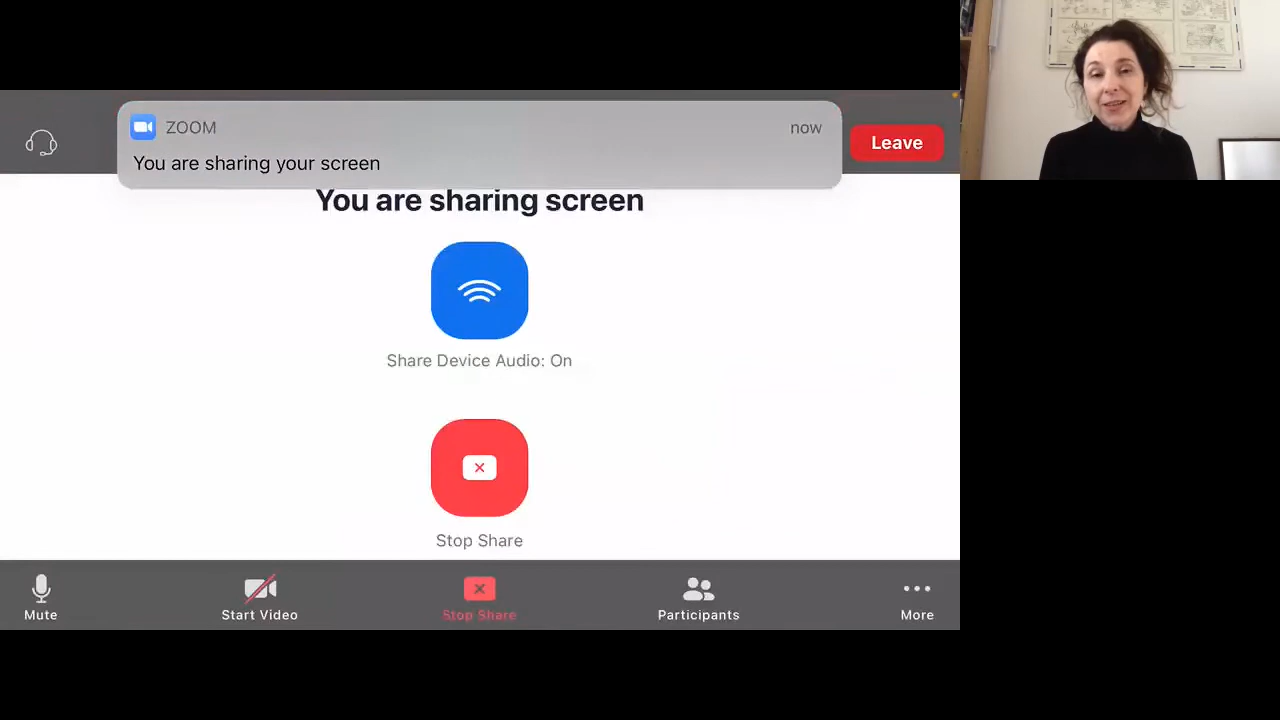 ZOOM
now
You are sharing your screen
Leave
You are sharing screen
Share Device Audio: On
Stop Share
Mute
Start Video
Stop Share
Participants
More